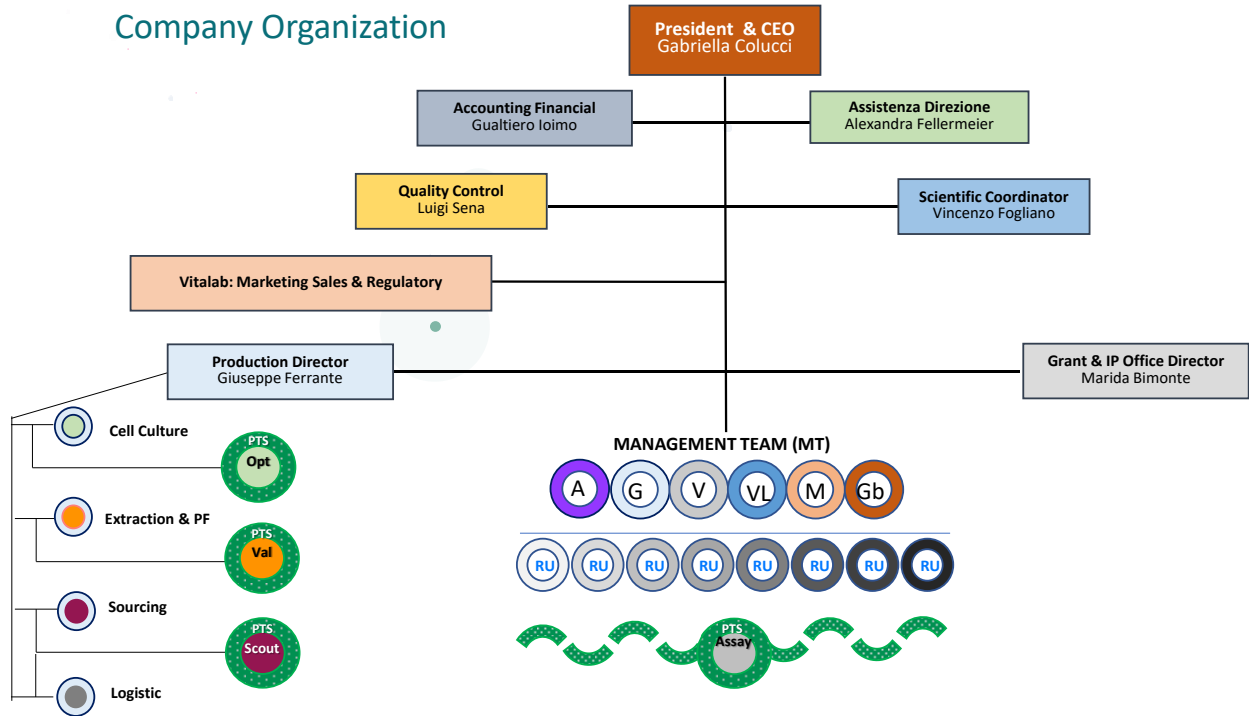 Company Organization
President & CEO
Gabriella Colucci
Accounting Financial
Gualtiero Ioimo
Assistenza Direzione
Alexandra Fellermeier
Quality Control
Luigi Sena
Scientific Coordinator
Vincenzo Fogliano
Vitalab: Marketing Sales & Regulatory
Production Director
Giuseppe Ferrante
Grant & IP Office Director
Marida Bimonte
Cell Culture
PTS
Opt
Extraction & PF
PTS
Val
Sourcing
PTS
Scout
Logistic
MANAGEMENT TEAM (MT)
A G V VL M Gb
RU RU RU RU RU RU RU RU
PTS
Assay